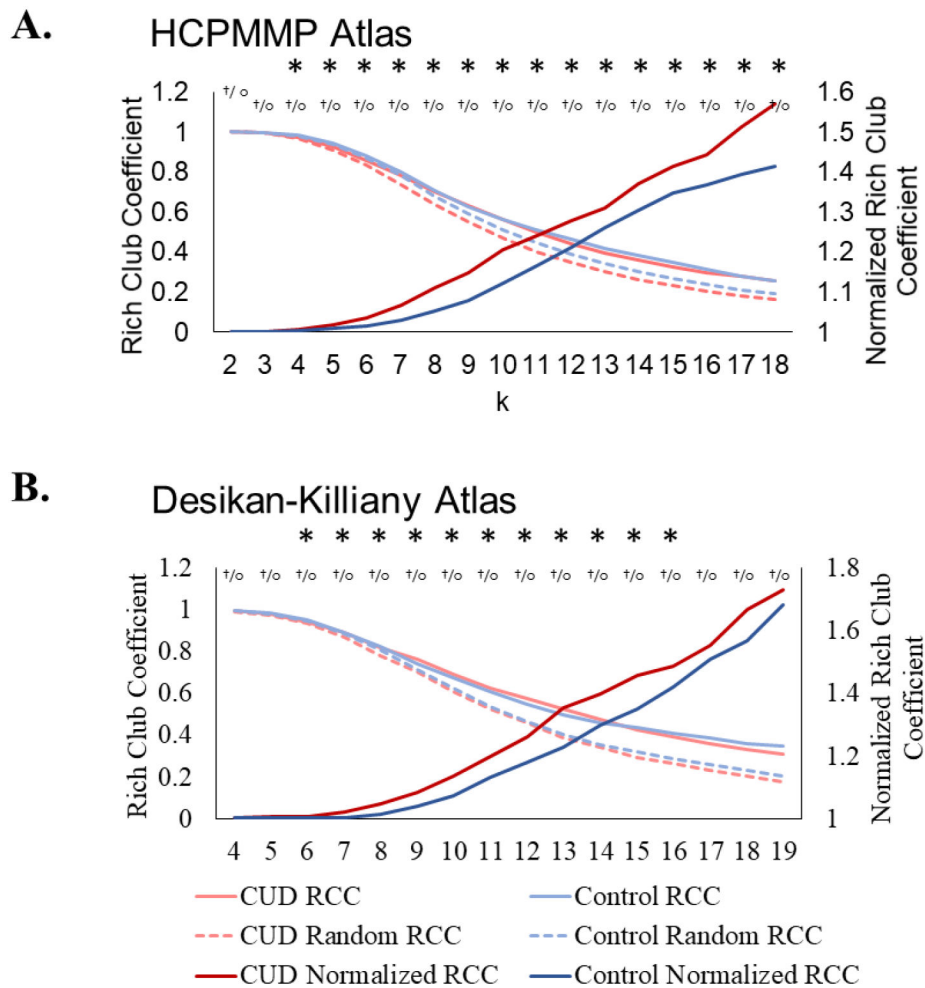 A.
HCPMMP Atlas
* * * * * * * * * * * * * * *
†/o †/o †/o †/o †/o †/o †/o †/o †/o †/o †/o †/o †/o †/o †/o †/o †/o
Rich Club Coefficient
1.2
1
0.8
0.6
0.4
0.2
0
1.6
1.5
1.4
1.3
1.2
1.1
1
Normalized Rich Club
Coefficient
2 3 4 5 6 7 8 9 10 11 12 13 14 15 16 17 18
k
B.
Desikan-Killiany Atlas
* * * * * * * * * * *
†/o †/o †/o †/o †/o †/o †/o †/o †/o †/o †/o †/o †/o †/o †/o †/o
Rich Club Coefficient
1.2
1
0.8
0.6
0.4
0.2
0
1.8
1.6
1.4
1.2
1
Normalized Rich Club
Coefficient
4 5 6 7 8 9 10 11 12 13 14 15 16 17 18 19
CUD RCC
Control RCC
CUD Random RCC
Control Random RCC
CUD Normalized RCC
Control Normalized RCC